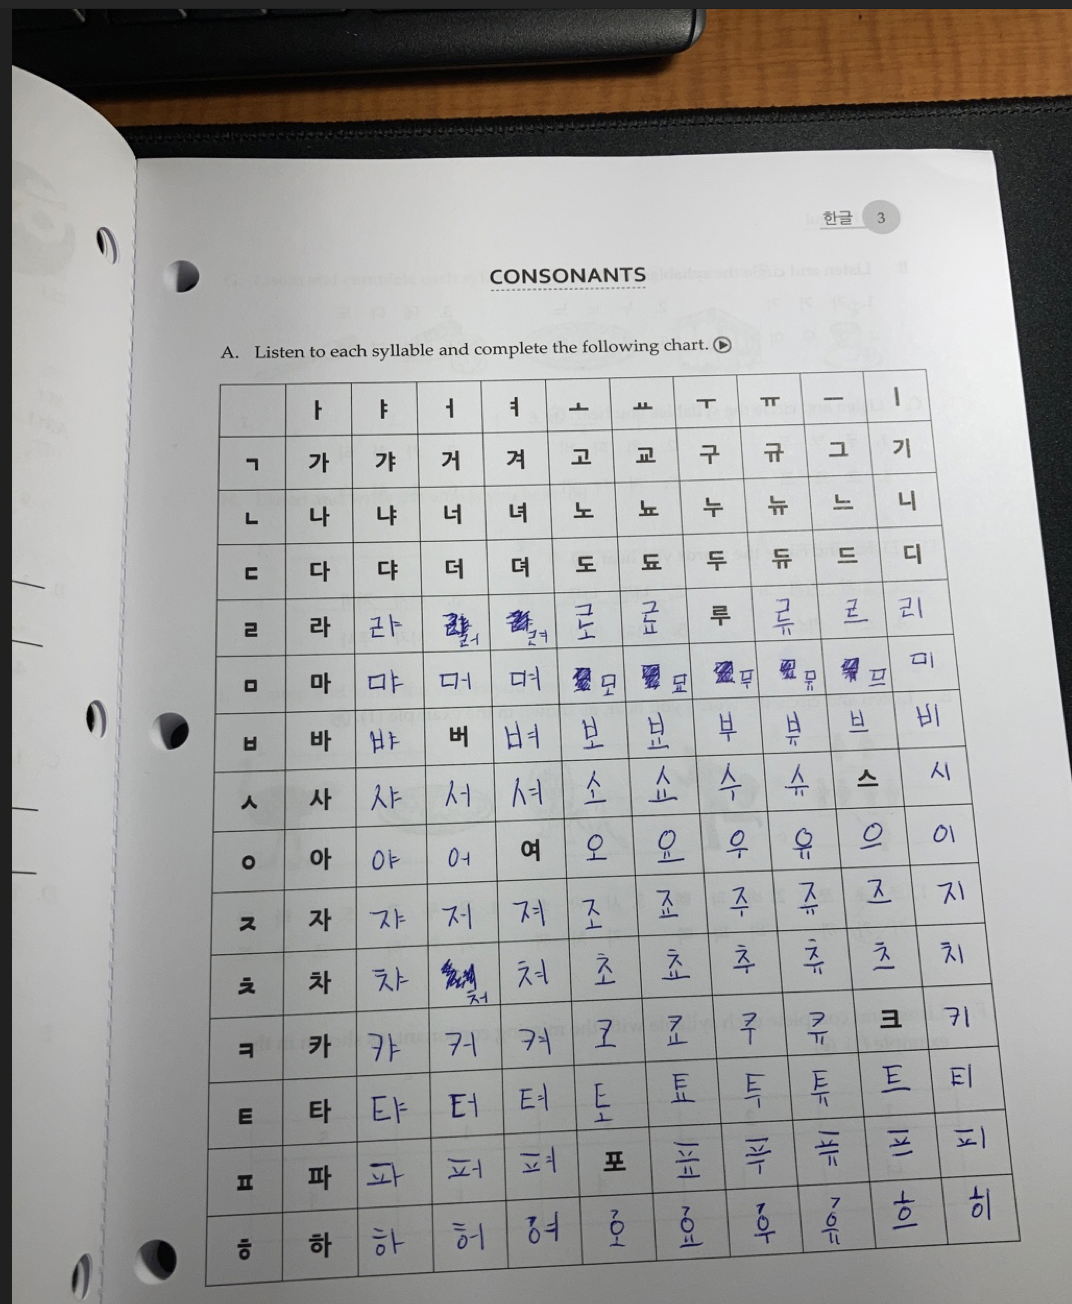 한글 3
CONSONANTS
A. Listen to each syllable and complete the following chart.
ㅏ ㅑ ㅓ ㅕ ㅗ ㅛ ㅜ ㅠ ㅡ ㅣ
ㄱ 가 갸 거 겨 고 교 구 규 그 기
ㄴ 나 냐 너 녀 노 뇨 누 뉴 느 니
ㄷ 다 댜 더 뎌 도 됴 두 듀 드 디
ㄹ 라 랴 러 려 로 료 루 류 르 리
ㅁ 마 먀 머 며 모 묘 무 뮤 므 미
ㅂ 바 뱌 버 벼 보 뵤 부 뷰 브 비
ㅅ 사 샤 서 셔 소 쇼 수 슈 스 시
ㅇ 아 야 어 여 오 요 우 유 으 이
ㅈ 자 쟈 저 져 조 죠 주 쥬 즈 지
ㅊ 차 챠 처 쳐 초 쵸 추 츄 츠 치
ㅋ 카 캬 커 켜 코 쿄 쿠 큐 크 키
ㅌ 타 탸 터 텨 토 툐 투 튜 트 티
ㅍ 파 퍄 퍼 펴 포 표 푸 퓨 프 피
ㅎ 하 햐 허 혀 호 효 후 휴 흐 히